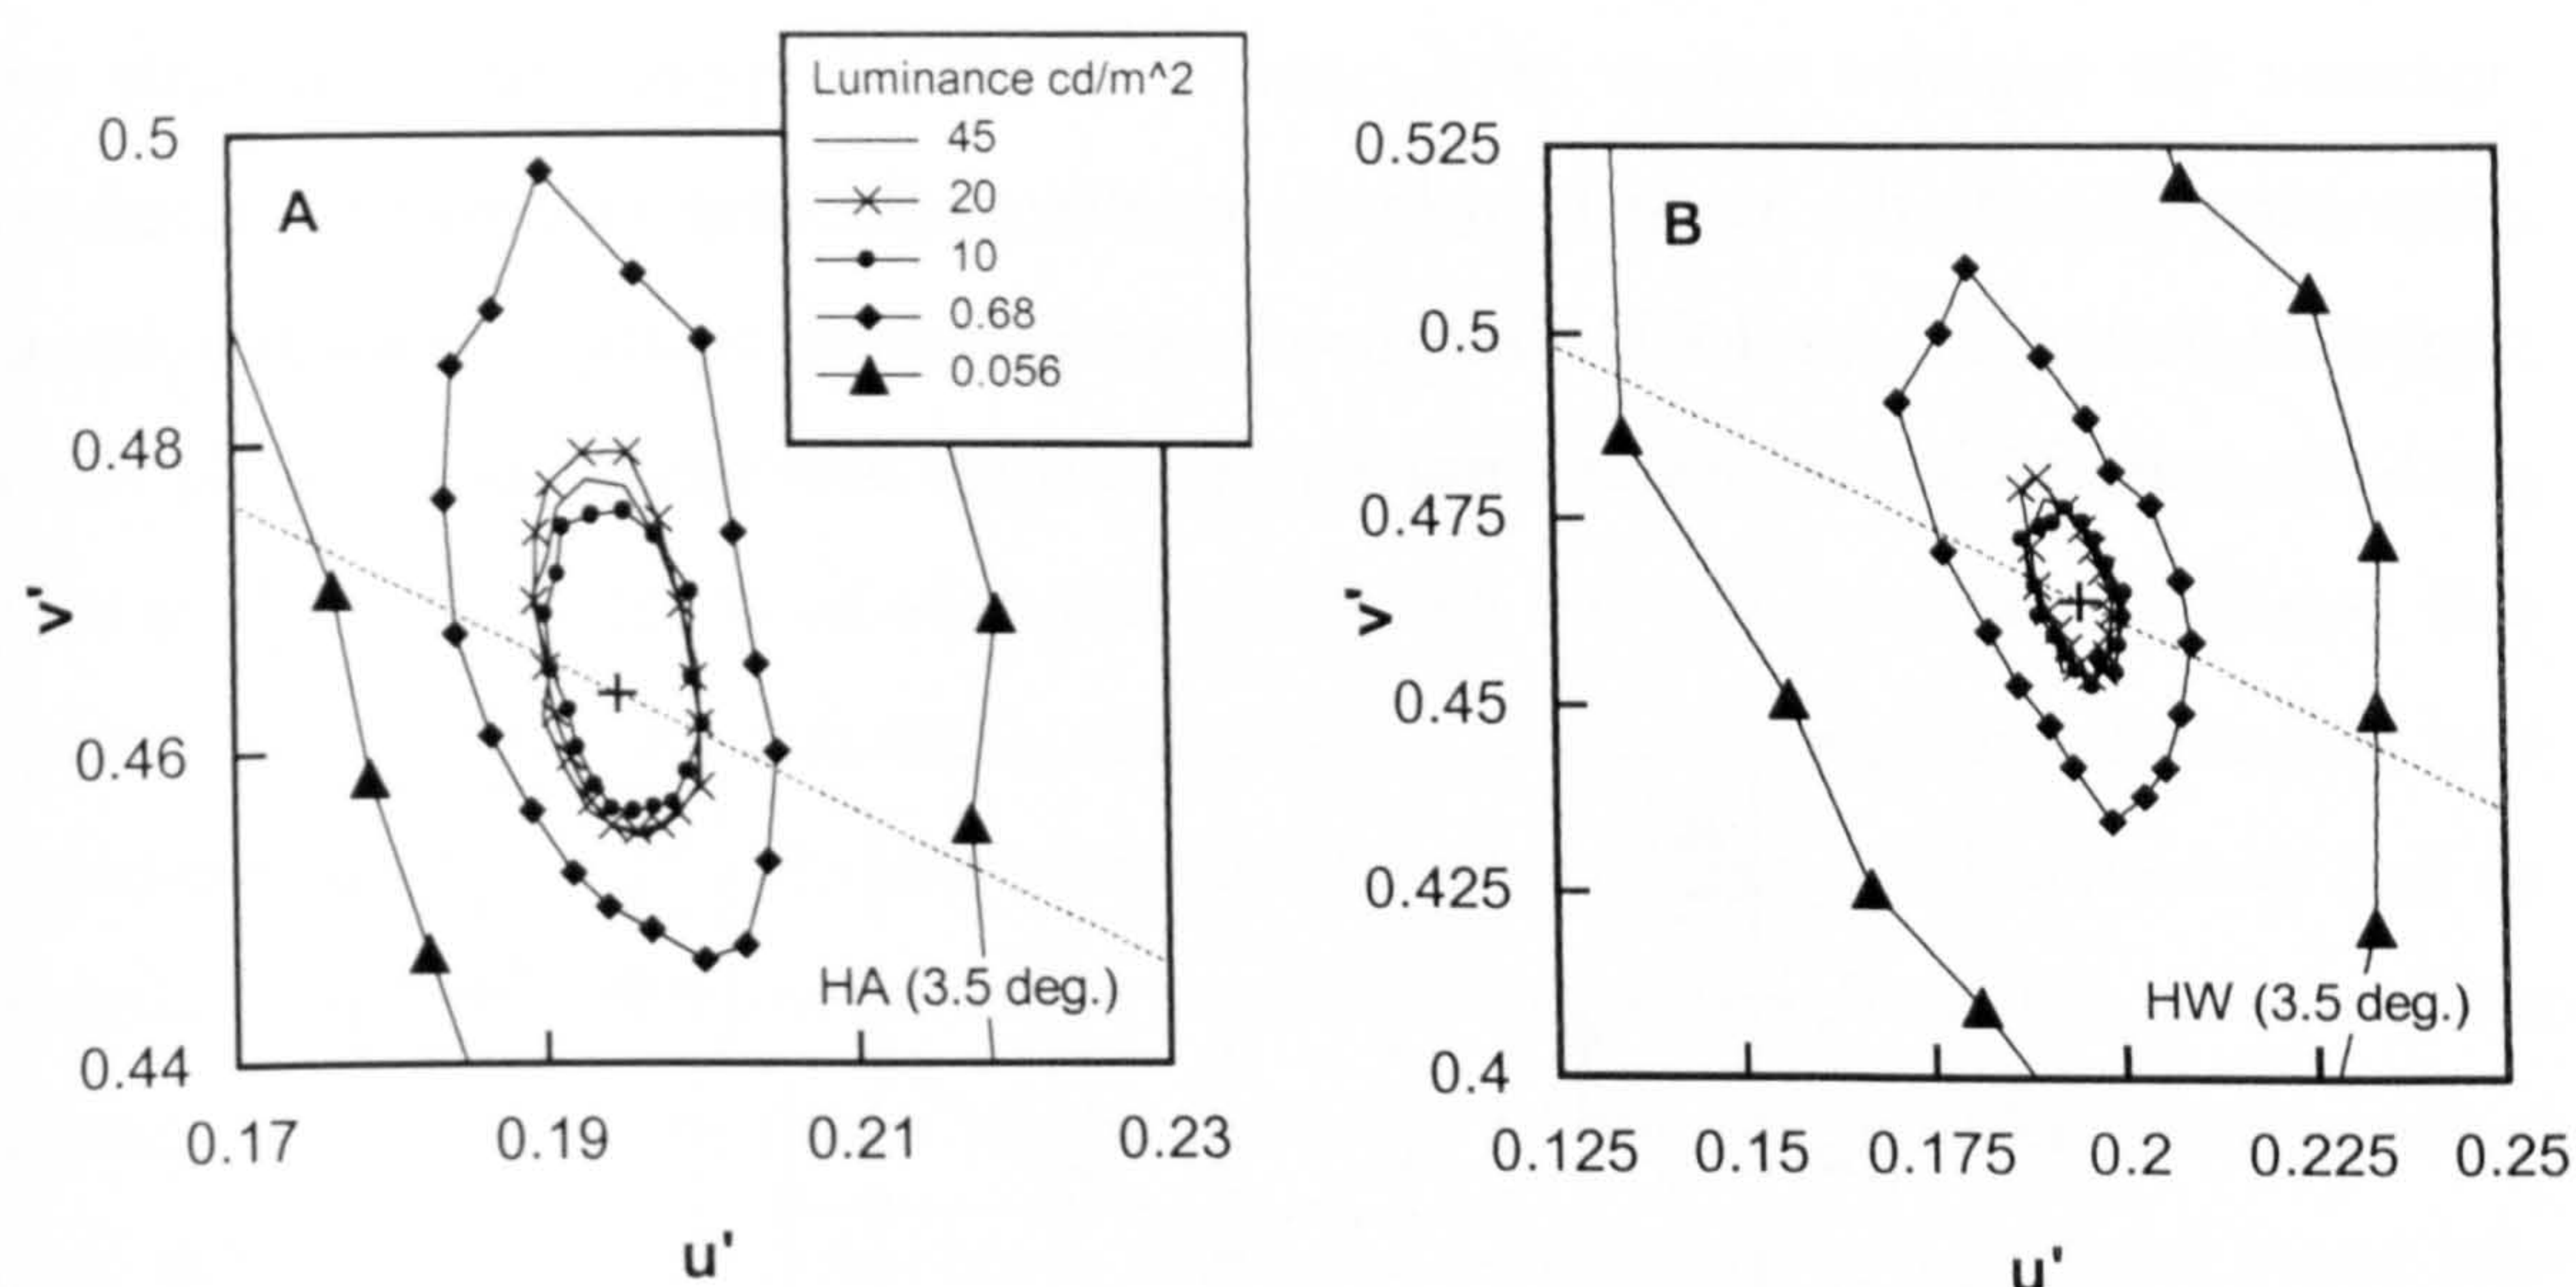 Luminance cd/m^2
45
20
10
0.68
0.056
A
0.5
0.48
0.46
0.44
v'
0.17 0.19 0.21 0.23
u'
HA (3.5 deg.)
B
0.525
0.5
0.475
0.45
0.425
0.4
v'
0.125 0.15 0.175 0.2 0.225 0.25
u'
HW (3.5 deg.)